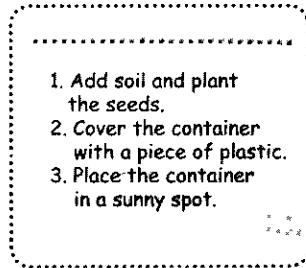 1. Add soil and plant
the seeds.
2. Cover the container
with a piece of plastic.
3. Place the container
in a sunny spot.